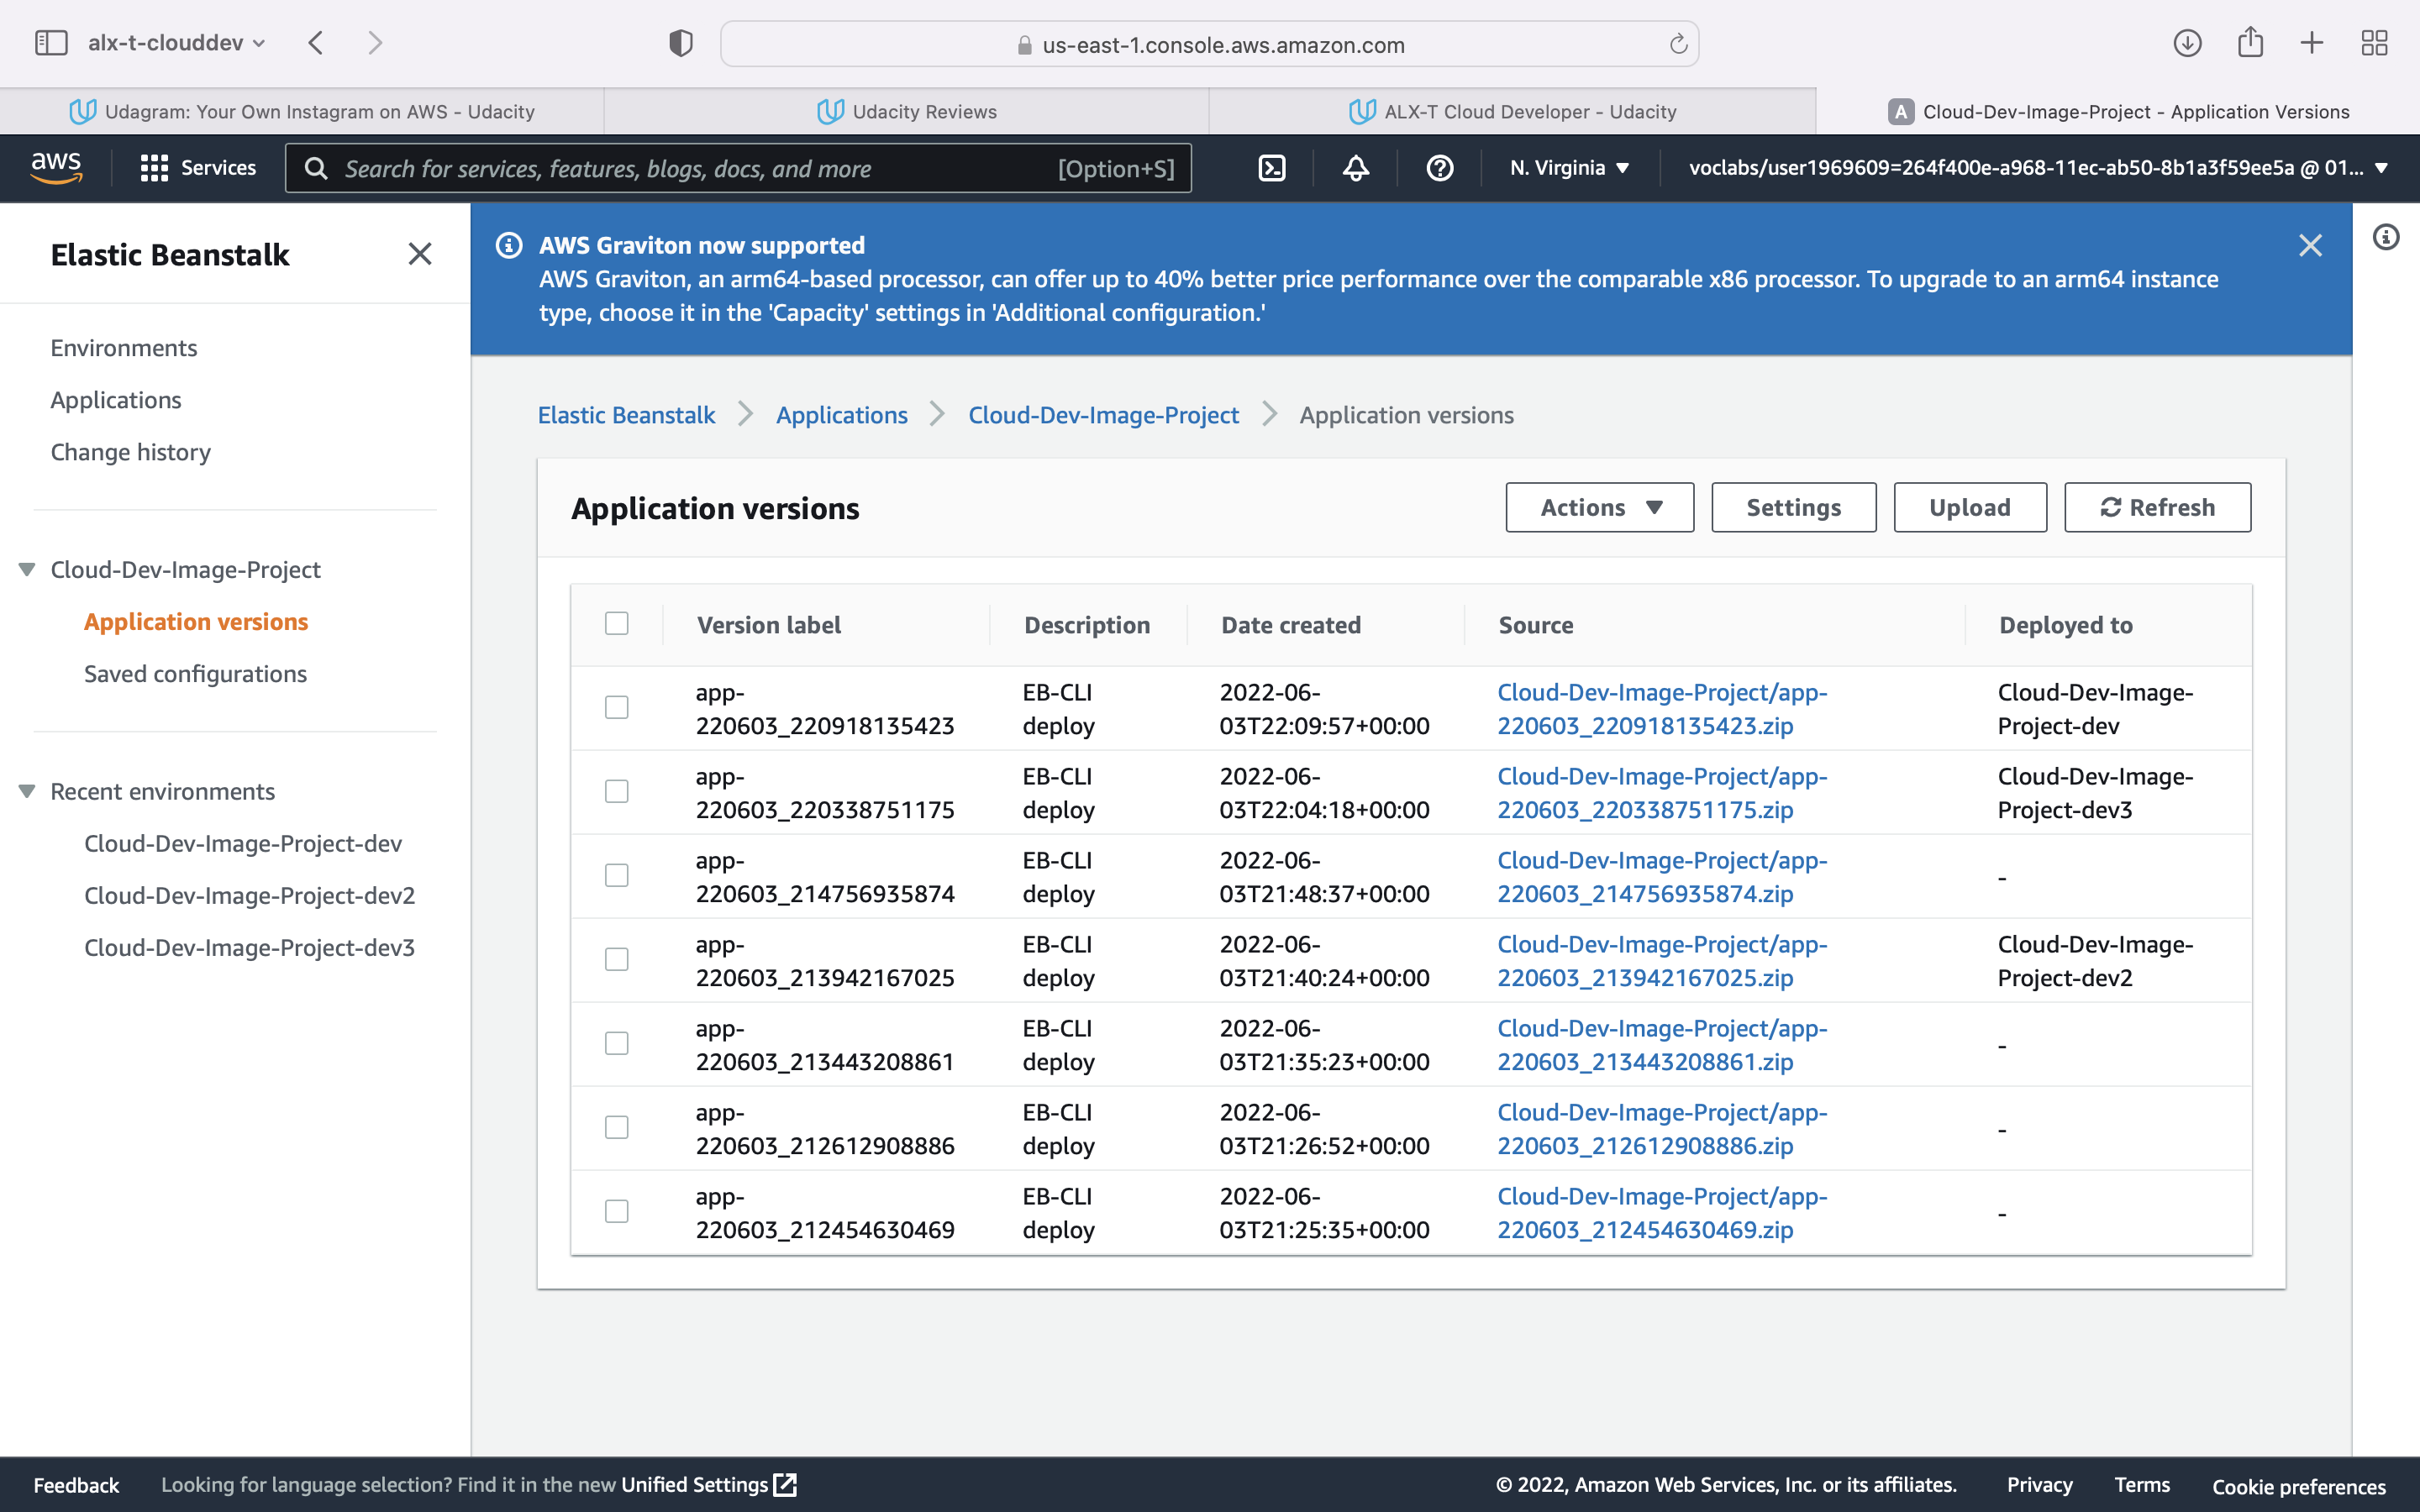 alx-t-clouddev
us-east-1.console.aws.amazon.com
Udagram: Your Own Instagram on AWS - Udacity
Udacity Reviews
ALX-T Cloud Developer - Udacity
A Cloud-Dev-Image-Project - Application Versions
aws
Services
Search for services, features, blogs, docs, and more [Option+S]
N. Virginia
voclabs/user1969609=264f400e-a968-11ec-ab50-8b1a3f59ee5a @ 01...
Elastic Beanstalk
Environments
Applications
Change history
Cloud-Dev-Image-Project
Application versions
Saved configurations
Recent environments
Cloud-Dev-Image-Project-dev
Cloud-Dev-Image-Project-dev2
Cloud-Dev-Image-Project-dev3
AWS Graviton now supported
AWS Graviton, an arm64-based processor, can offer up to 40% better price performance over the comparable x86 processor. To upgrade to an arm64 instance
type, choose it in the 'Capacity' settings in 'Additional configuration.'
Elastic Beanstalk Applications Cloud-Dev-Image-Project Application versions
Application versions
Actions Settings Upload Refresh
Version label Description Date created Source Deployed to
app- EB-CLI 2022-06- Cloud-Dev-Image-Project/app- Cloud-Dev-Image-
220603_220918135423 deploy 03T22:09:57+00:00 220603_220918135423.zip Project-dev
app- EB-CLI 2022-06- Cloud-Dev-Image-Project/app- Cloud-Dev-Image-
220603_220338751175 deploy 03T22:04:18+00:00 220603_220338751175.zip Project-dev3
app- EB-CLI 2022-06- Cloud-Dev-Image-Project/app- -
220603_214756935874 deploy 03T21:48:37+00:00 220603_214756935874.zip
app- EB-CLI 2022-06- Cloud-Dev-Image-Project/app- Cloud-Dev-Image-
220603_213942167025 deploy 03T21:40:24+00:00 220603_213942167025.zip Project-dev2
app- EB-CLI 2022-06- Cloud-Dev-Image-Project/app- -
220603_213443208861 deploy 03T21:35:23+00:00 220603_213443208861.zip
app- EB-CLI 2022-06- Cloud-Dev-Image-Project/app- -
220603_212612908886 deploy 03T21:26:52+00:00 220603_212612908886.zip
app- EB-CLI 2022-06- Cloud-Dev-Image-Project/app- -
220603_212454630469 deploy 03T21:25:35+00:00 220603_212454630469.zip
Feedback Looking for language selection? Find it in the new Unified Settings
© 2022, Amazon Web Services, Inc. or its affiliates. Privacy Terms Cookie preferences